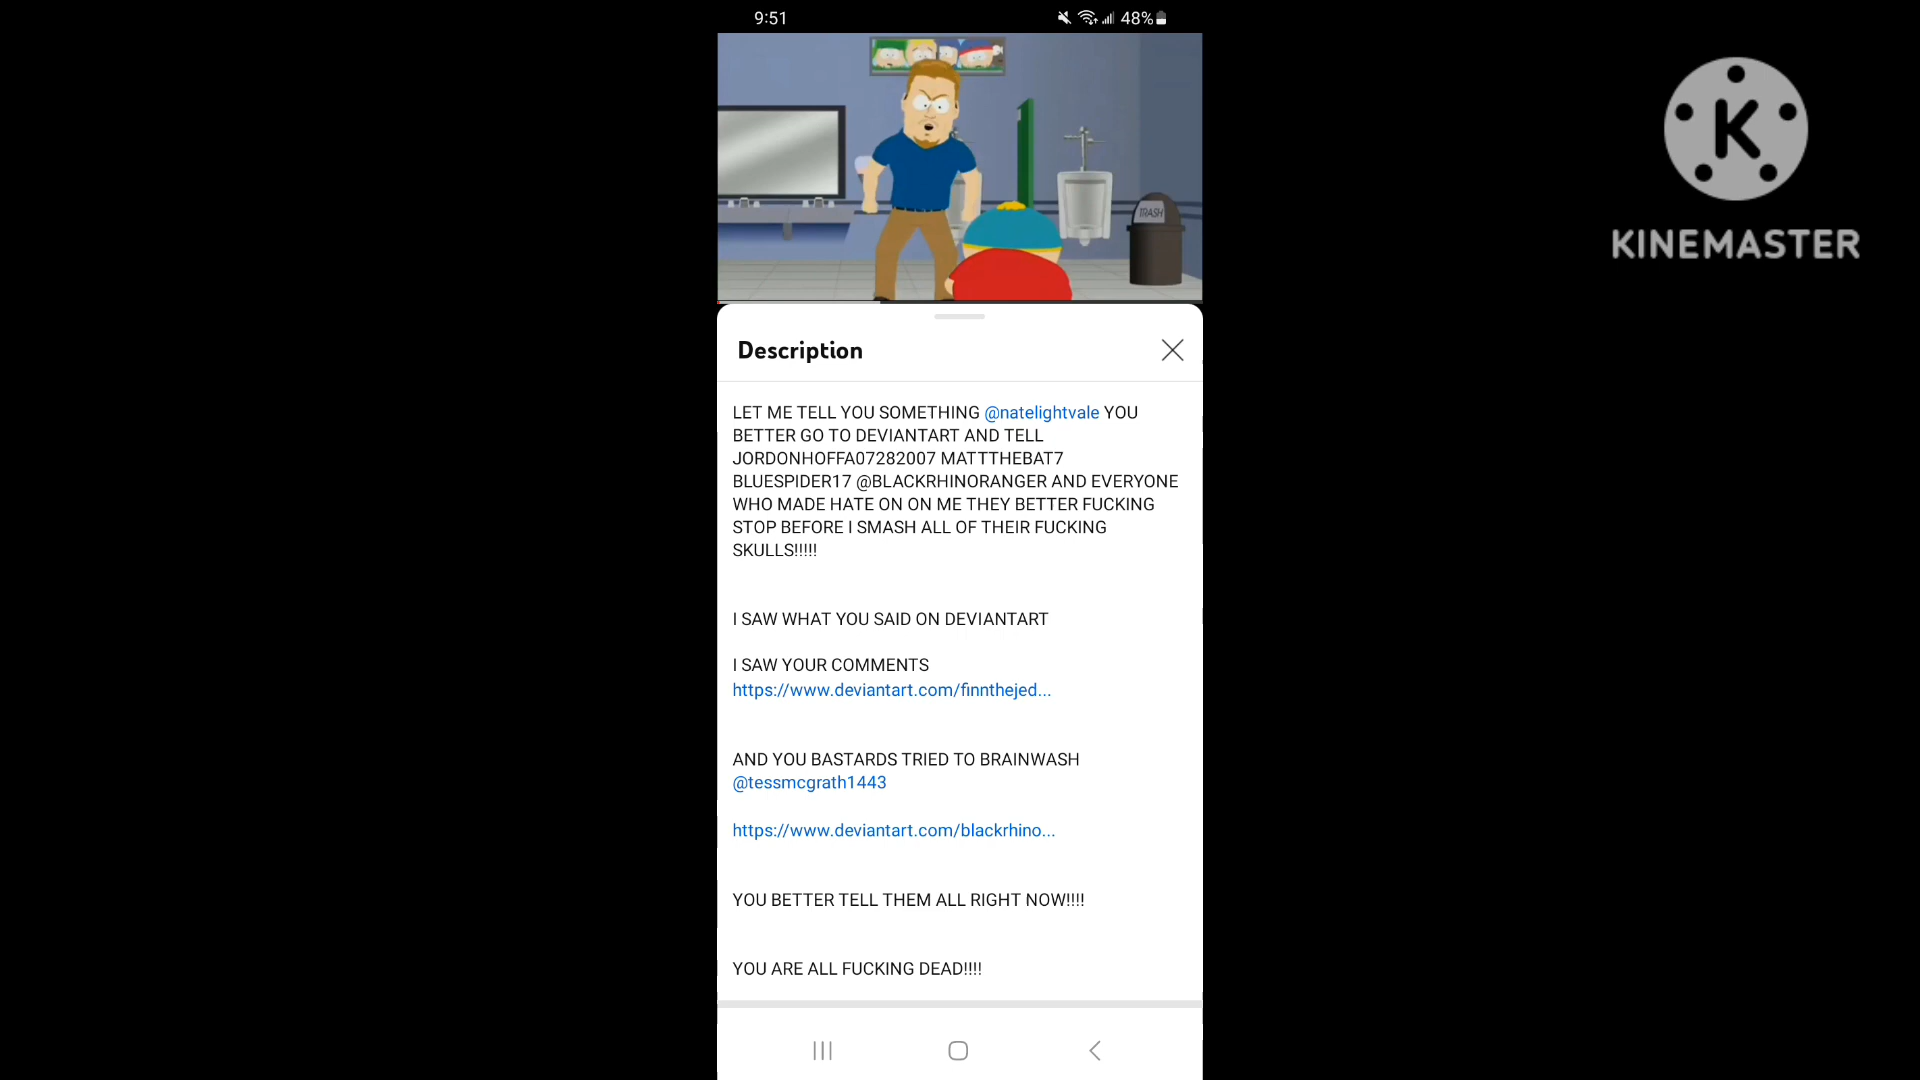 9:51
48%
TRASH
K
KINEMASTER
Description
LET ME TELL YOU SOMETHING @natelightvale YOU
BETTER GO TO DEVIANTART AND TELL
JORDONHOFFA07282007 MATTTHEBAT7
BLUESPIDER17 @BLACKRHINORANGER AND EVERYONE
WHO MADE HATE ON ON ME THEY BETTER FUCKING
STOP BEFORE I SMASH ALL OF THEIR FUCKING
SKULLS!!!!!
I SAW WHAT YOU SAID ON DEVIANTART
I SAW YOUR COMMENTS
https://www.deviantart.com/finnthejed...
AND YOU BASTARDS TRIED TO BRAINWASH
@tessmcgrath1443
https://www.deviantart.com/blackrhino...
YOU BETTER TELL THEM ALL RIGHT NOW!!!!
YOU ARE ALL FUCKING DEAD!!!!